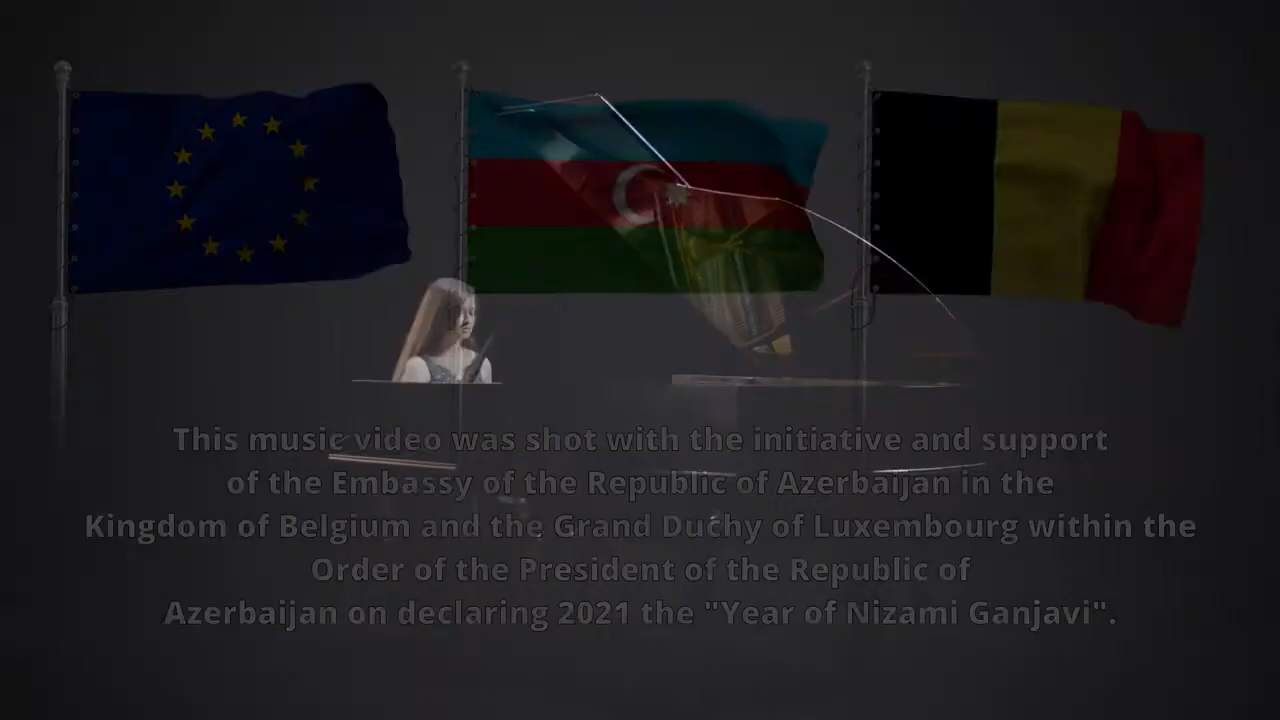 This music video was shot with the initiative and support
of the Embassy of the Republic of Azerbaijan in the
Kingdom of Belgium and the Grand Duchy of Luxembourg within the
Order of the President of the Republic of
Azerbaijan on declaring 2021 the "Year of Nizami Ganjavi".